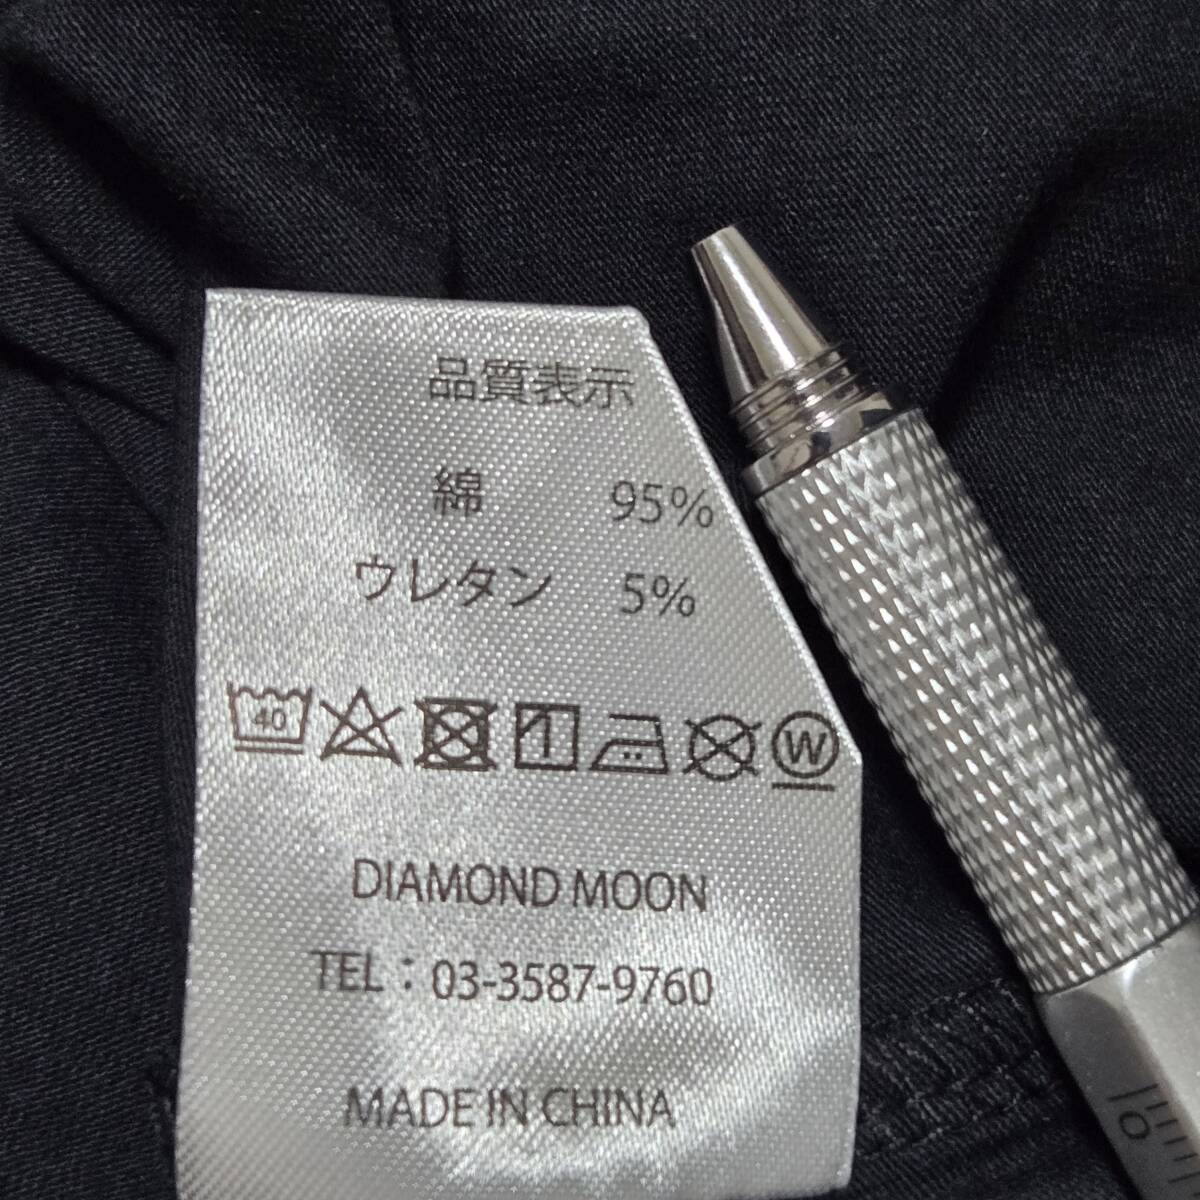 品質表示
綿 95%
ウレタン 5%
40 W
DIAMOND MOON
TEL：03-3587-9760
MADE IN CHINA
0